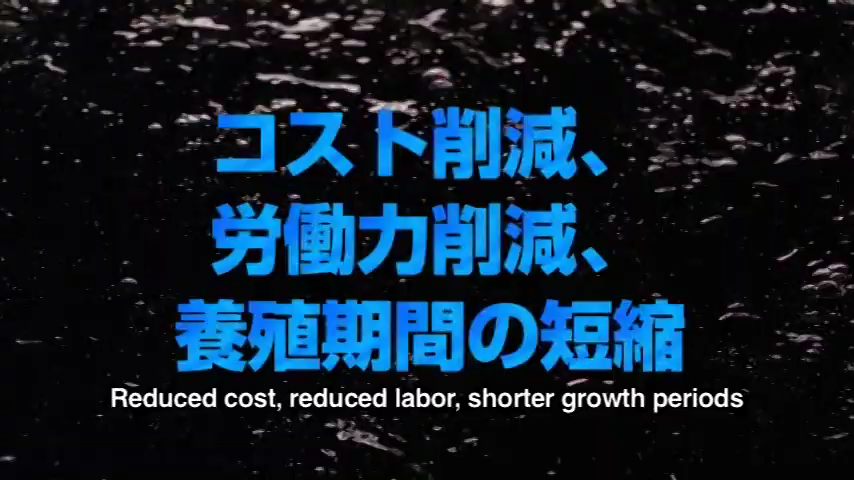 コスト削減、
労働力削減、
養殖期間の短縮
Reduced cost, reduced labor, shorter growth periods